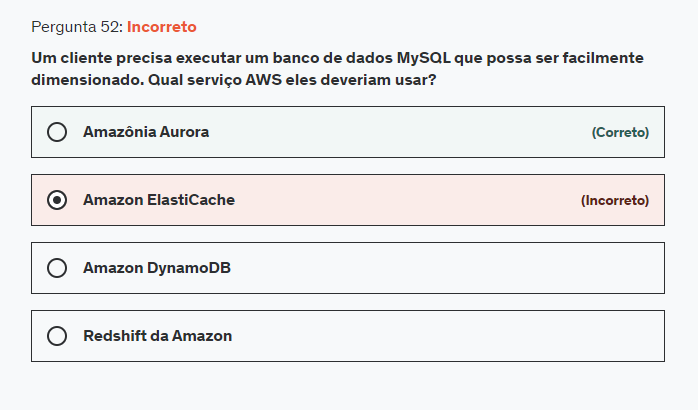 Pergunta 52: Incorreto
Um cliente precisa executar um banco de dados MySQL que possa ser facilmente
dimensionado. Qual serviço AWS eles deveriam usar?
Amazônia Aurora (Correto)
Amazon ElastiCache (Incorreto)
Amazon DynamoDB
Redshift da Amazon